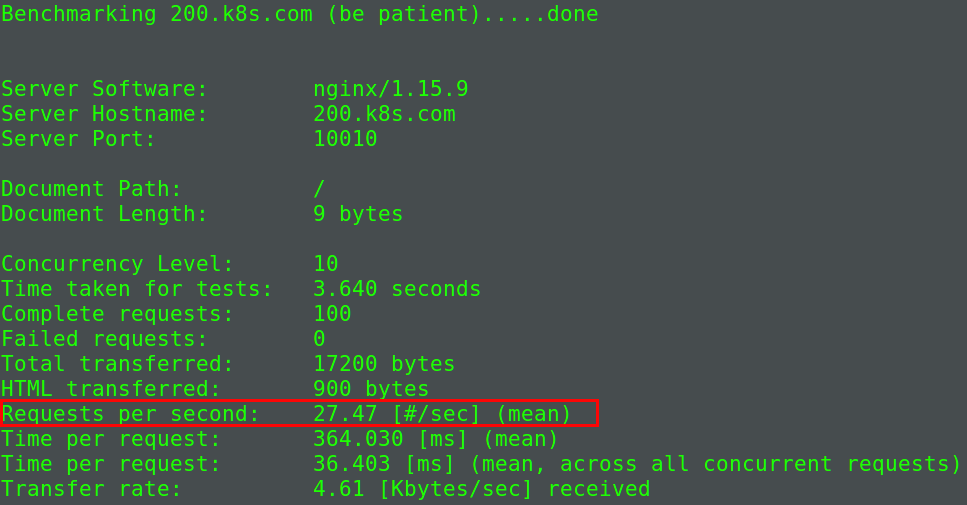 Benchmarking 200.k8s.com (be patient).....done
Server Software: nginx/1.15.9
Server Hostname: 200.k8s.com
Server Port: 10010
Document Path: /
Document Length: 9 bytes
Concurrency Level: 10
Time taken for tests: 3.640 seconds
Complete requests: 100
Failed requests: 0
Total transferred: 17200 bytes
HTML transferred: 900 bytes
Requests per second: 27.47 [#/sec] (mean)
Time per request: 364.030 [ms] (mean)
Time per request: 36.403 [ms] (mean, across all concurrent requests)
Transfer rate: 4.61 [Kbytes/sec] received